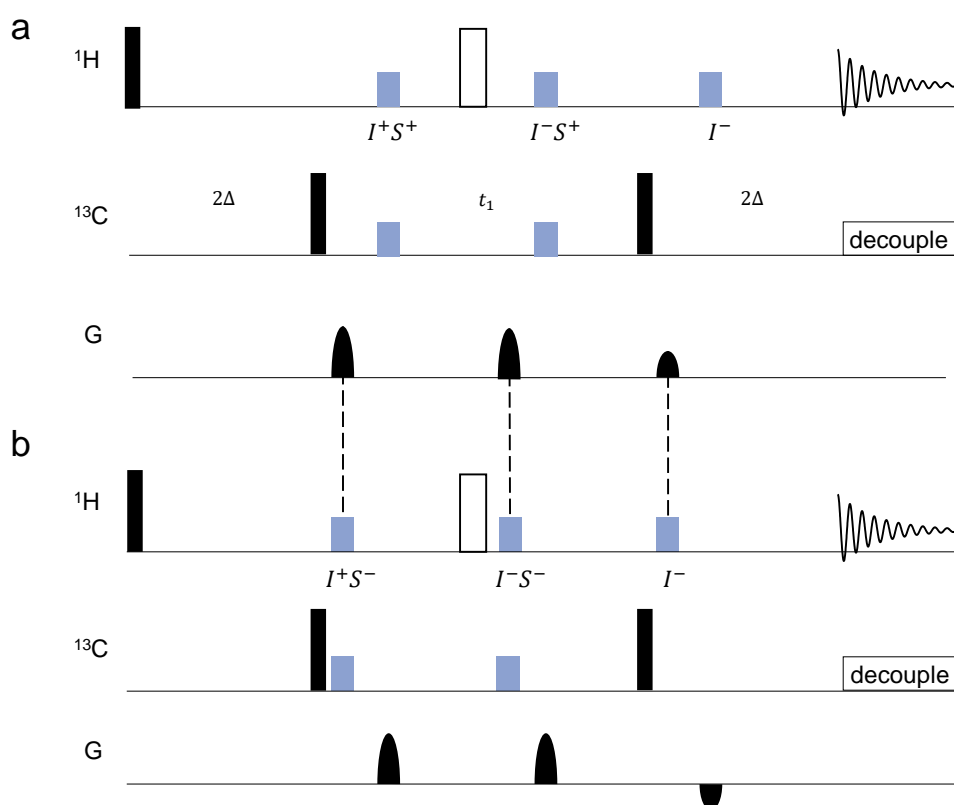 a
¹H
I⁺S⁺ I⁻S⁺ I⁻
¹³C 2Δ t₁ 2Δ
decouple
G
b
¹H
I⁺S⁻ I⁻S⁻ I⁻
¹³C
decouple
G